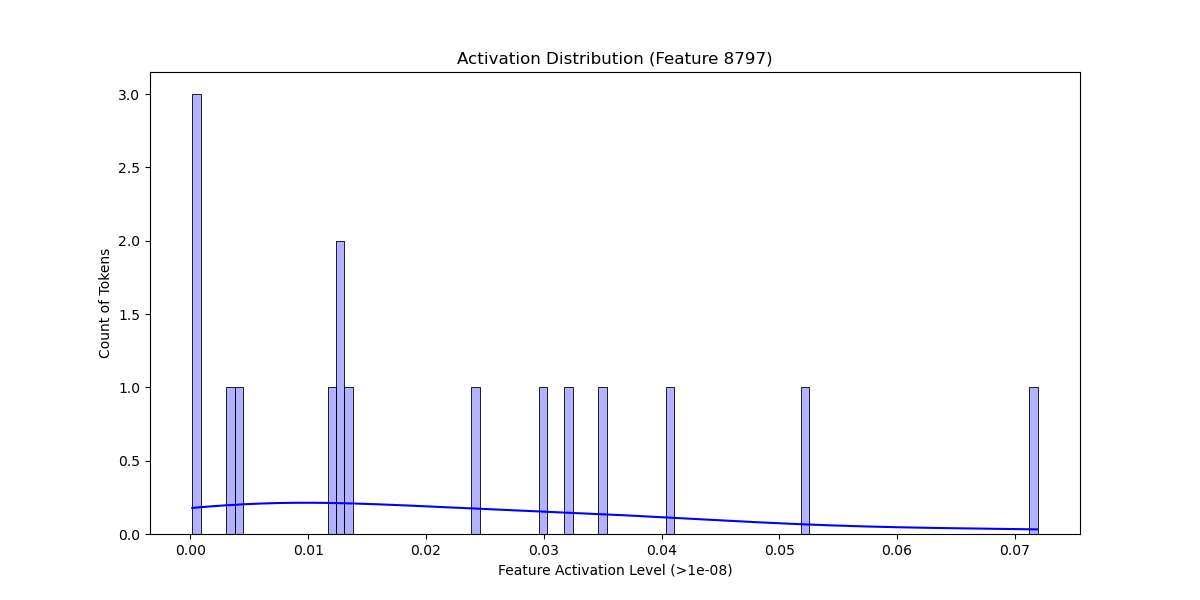 Activation Distribution (Feature 8797)
3.0
2.5
2.0
1.5
1.0
0.5
0.0
Count of Tokens
0.00 0.01 0.02 0.03 0.04 0.05 0.06 0.07
Feature Activation Level (>1e-08)